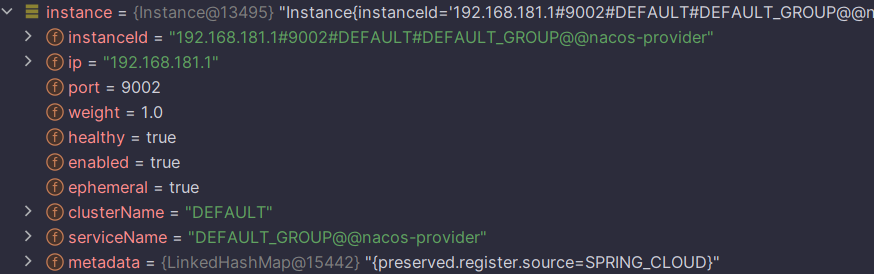 instance = {Instance@13495} "Instance{instanceId='192.168.181.1#9002#DEFAULT#DEFAULT_GROUP@@n
f instanceId = "192.168.181.1#9002#DEFAULT#DEFAULT_GROUP@@nacos-provider"
f ip = "192.168.181.1"
f port = 9002
f weight = 1.0
f healthy = true
f enabled = true
f ephemeral = true
f clusterName = "DEFAULT"
f serviceName = "DEFAULT_GROUP@@nacos-provider"
f metadata = {LinkedHashMap@15442} "{preserved.register.source=SPRING_CLOUD}"